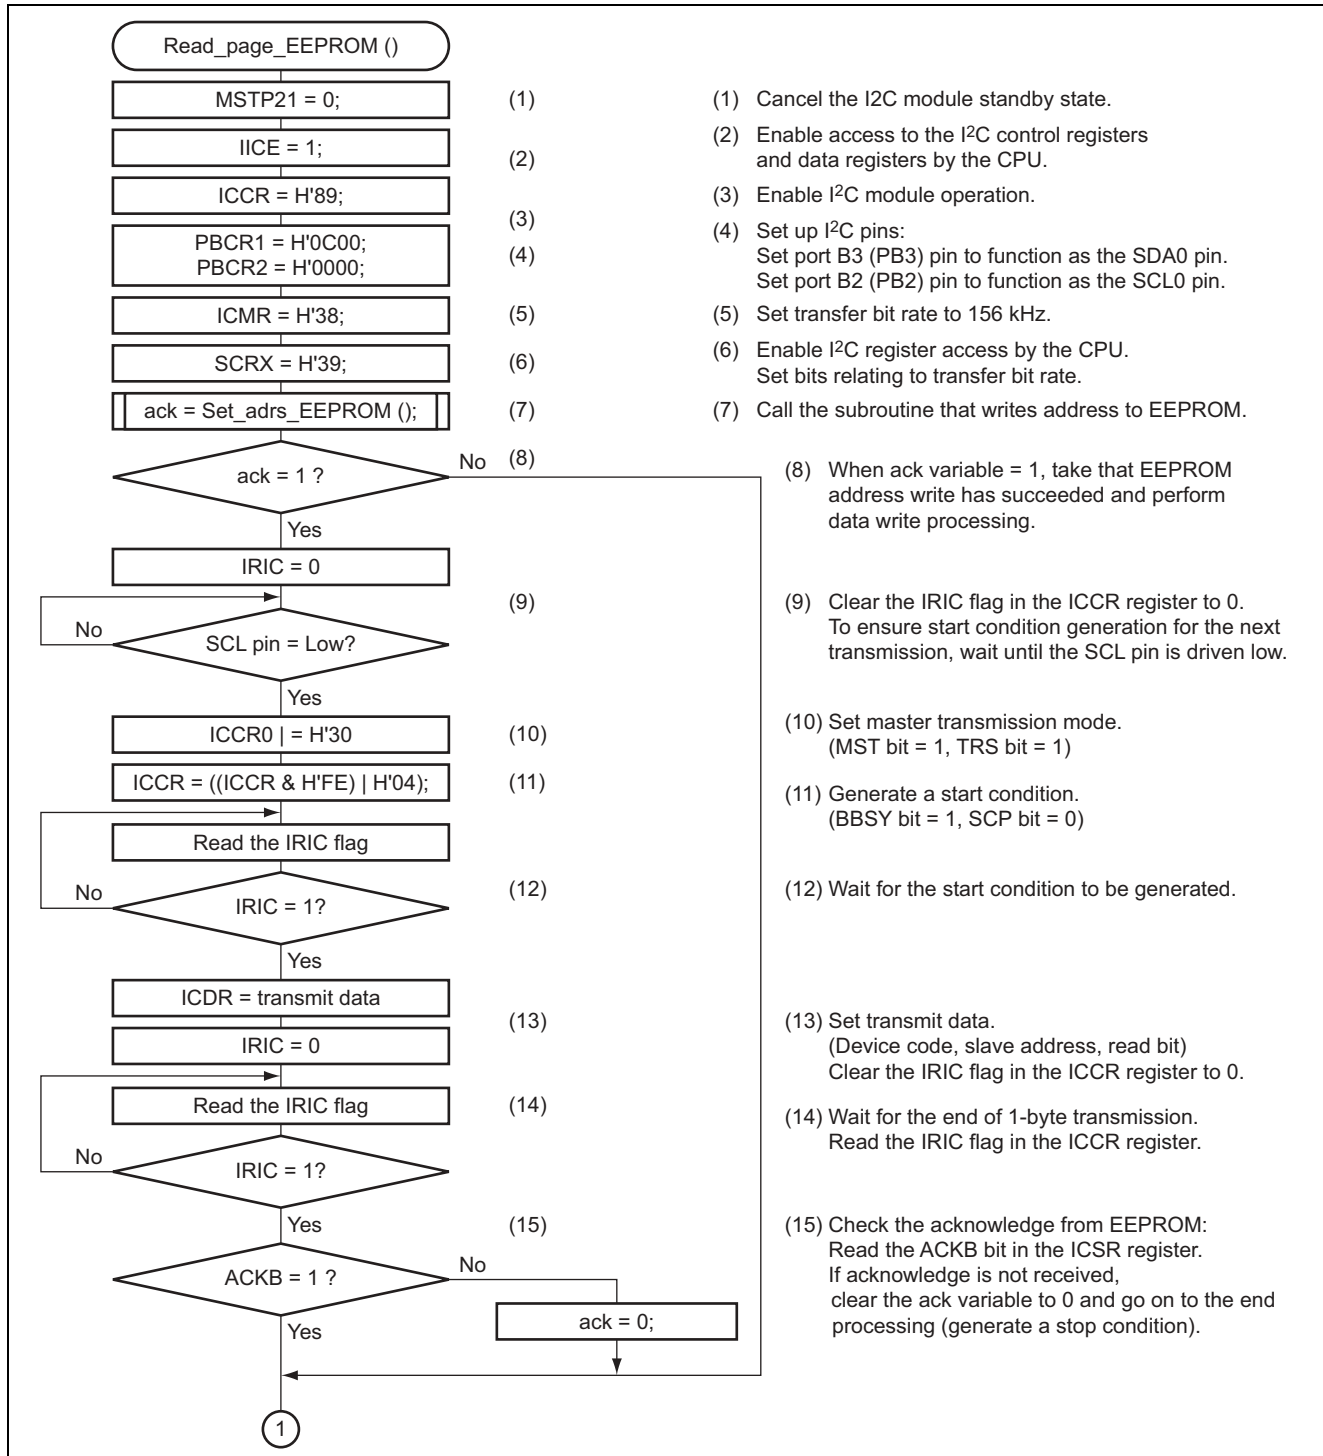 Read_page_EEPROM ()
MSTP21 = 0;
(1)
IICE = 1;
(2)
ICCR = H'89;
(3)
PBCR1 = H'0C00;
PBCR2 = H'0000;
(4)
ICMR = H'38;
(5)
SCRX = H'39;
(6)
ack = Set_adrs_EEPROM ();
(7)
ack = 1 ?
No
(8)
Yes
IRIC = 0
(9)
No
SCL pin = Low?
Yes
ICCR0 | = H'30
(10)
ICCR = ((ICCR & H'FE) | H'04);
(11)
Read the IRIC flag
No
IRIC = 1?
(12)
Yes
ICDR = transmit data
(13)
IRIC = 0
Read the IRIC flag
(14)
No
IRIC = 1?
Yes
(15)
ACKB = 1 ?
No
ack = 0;
Yes
1
(1) Cancel the I2C module standby state.
(2) Enable access to the I2C control registers
and data registers by the CPU.
(3) Enable I2C module operation.
(4) Set up I2C pins:
Set port B3 (PB3) pin to function as the SDA0 pin.
Set port B2 (PB2) pin to function as the SCL0 pin.
(5) Set transfer bit rate to 156 kHz.
(6) Enable I2C register access by the CPU.
Set bits relating to transfer bit rate.
(7) Call the subroutine that writes address to EEPROM.
(8) When ack variable = 1, take that EEPROM
address write has succeeded and perform
data write processing.
(9) Clear the IRIC flag in the ICCR register to 0.
To ensure start condition generation for the next
transmission, wait until the SCL pin is driven low.
(10) Set master transmission mode.
(MST bit = 1, TRS bit = 1)
(11) Generate a start condition.
(BBSY bit = 1, SCP bit = 0)
(12) Wait for the start condition to be generated.
(13) Set transmit data.
(Device code, slave address, read bit)
Clear the IRIC flag in the ICCR register to 0.
(14) Wait for the end of 1-byte transmission.
Read the IRIC flag in the ICCR register.
(15) Check the acknowledge from EEPROM:
Read the ACKB bit in the ICSR register.
If acknowledge is not received,
clear the ack variable to 0 and go on to the end
processing (generate a stop condition).